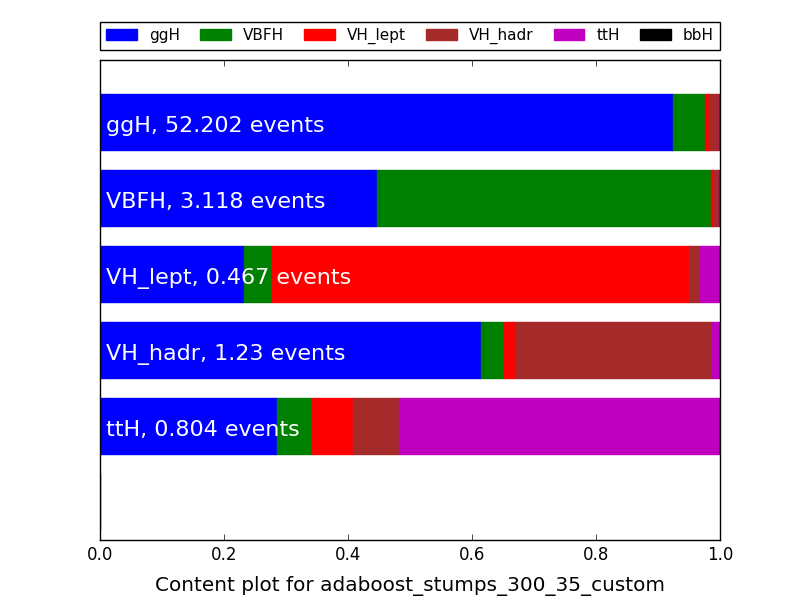 ggH VBFH VH_lept VH_hadr ttH bbH
ggH, 52.202 events
VBFH, 3.118 events
VH_lept, 0.467 events
VH_hadr, 1.23 events
ttH, 0.804 events
0.0 0.2 0.4 0.6 0.8 1.0
Content plot for adaboost_stumps_300_35_custom